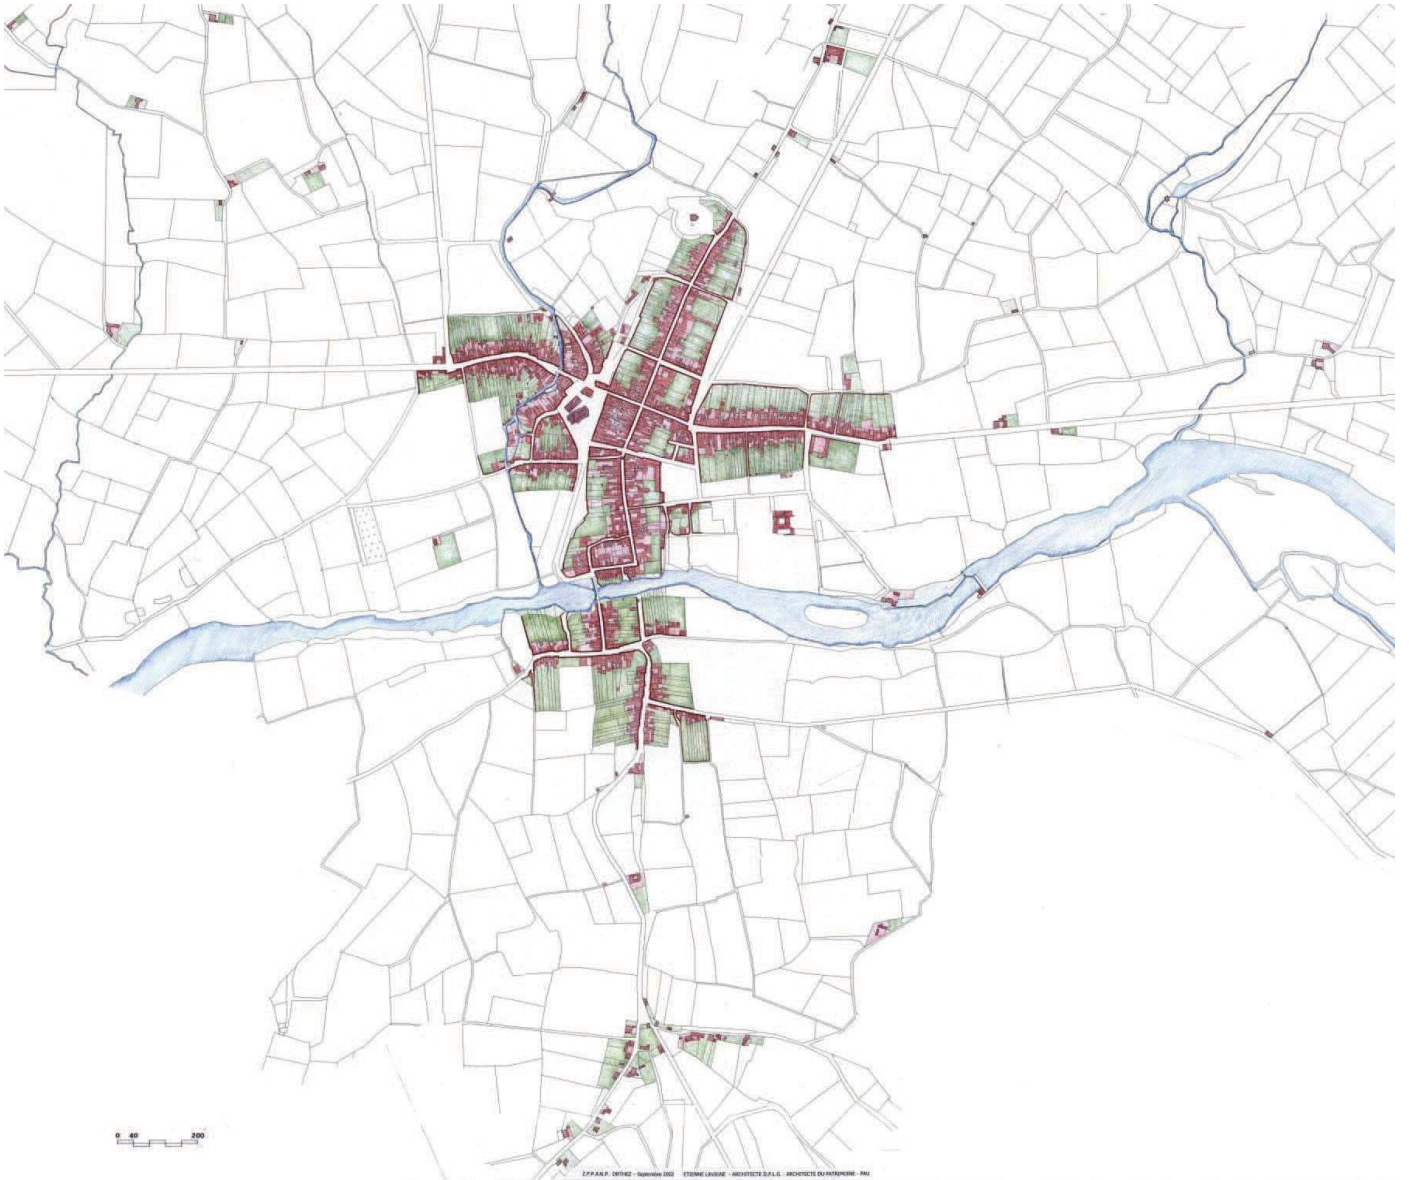 0 40 200
Z.P.P.A.U.P. ORTHEZ - Septembre 2002 ETIENNE LAVIGNE - ARCHITECTE D.P.L.G. - ARCHITECTE DU PATRIMOINE - PAU